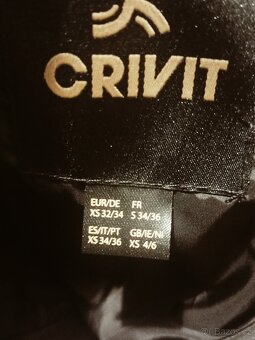 CRIVIT
EUR/DE FR
XS 32/34 S 34/36
ES/IT/PT GB/IE/NI
XS 34/36 XS 4/6